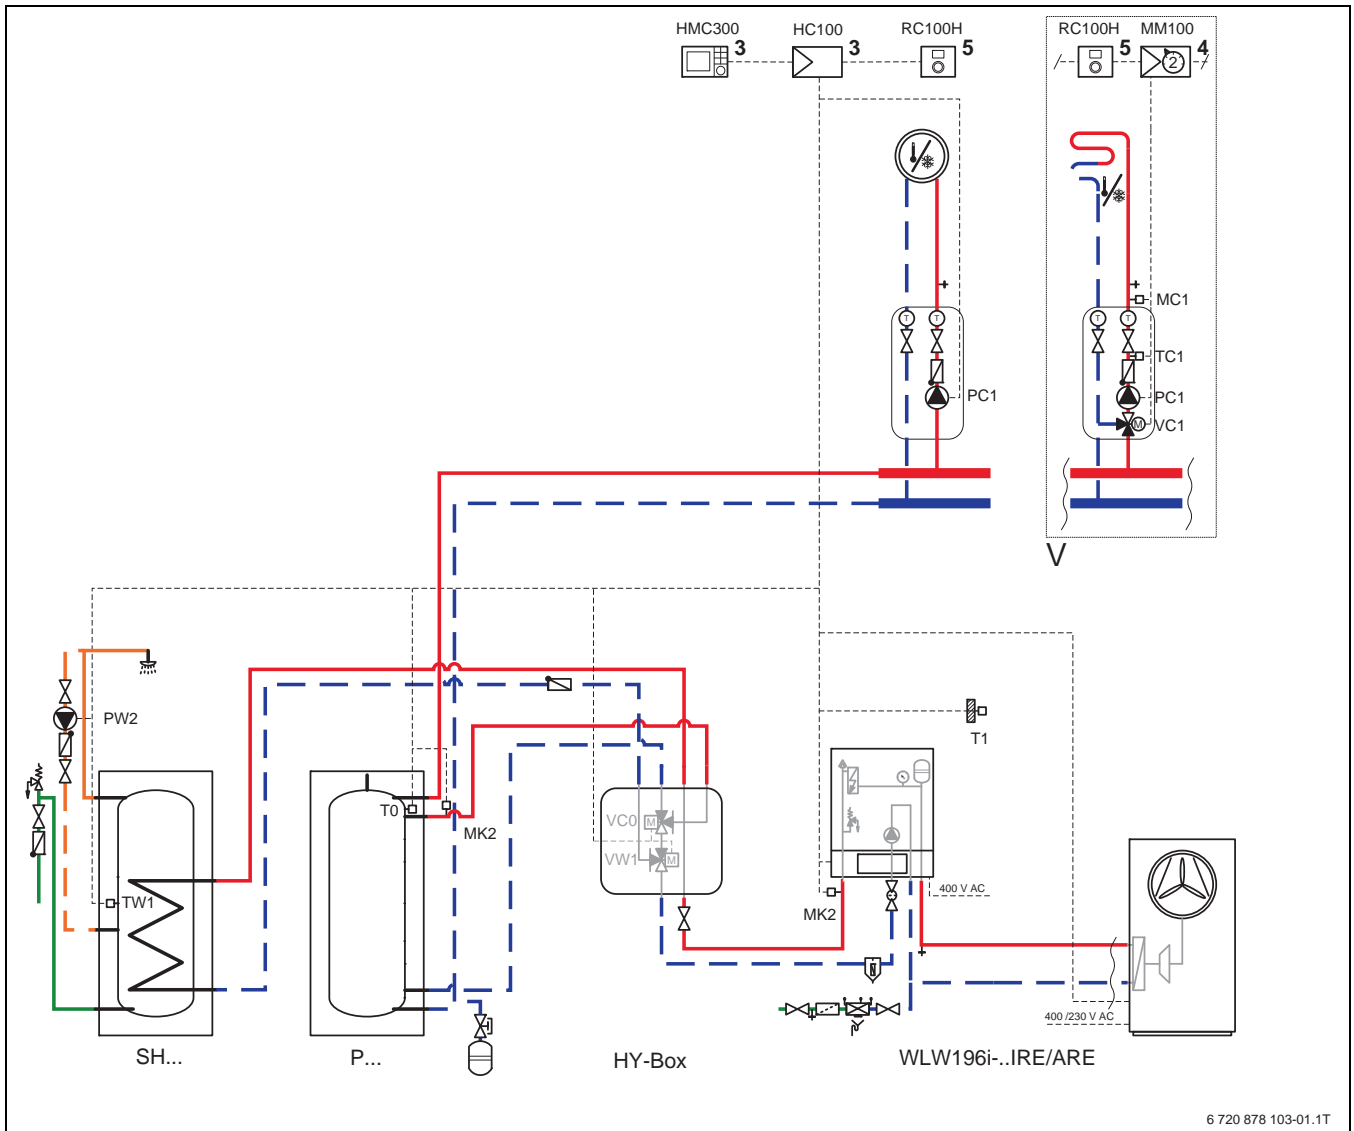 HMC300 HC100 RC100H RC100H MM100
3 3 5 5 4
2
T T T T
MC1
TC1
PC1 PC1
VC1
M
V
PW2
T1
T0
MK2
VC0 M
VW1 M
TW1
MK2
400 V AC
400 /230 V AC
SH... P... HY-Box WLW196i-..IRE/ARE
6 720 878 103-01.1T